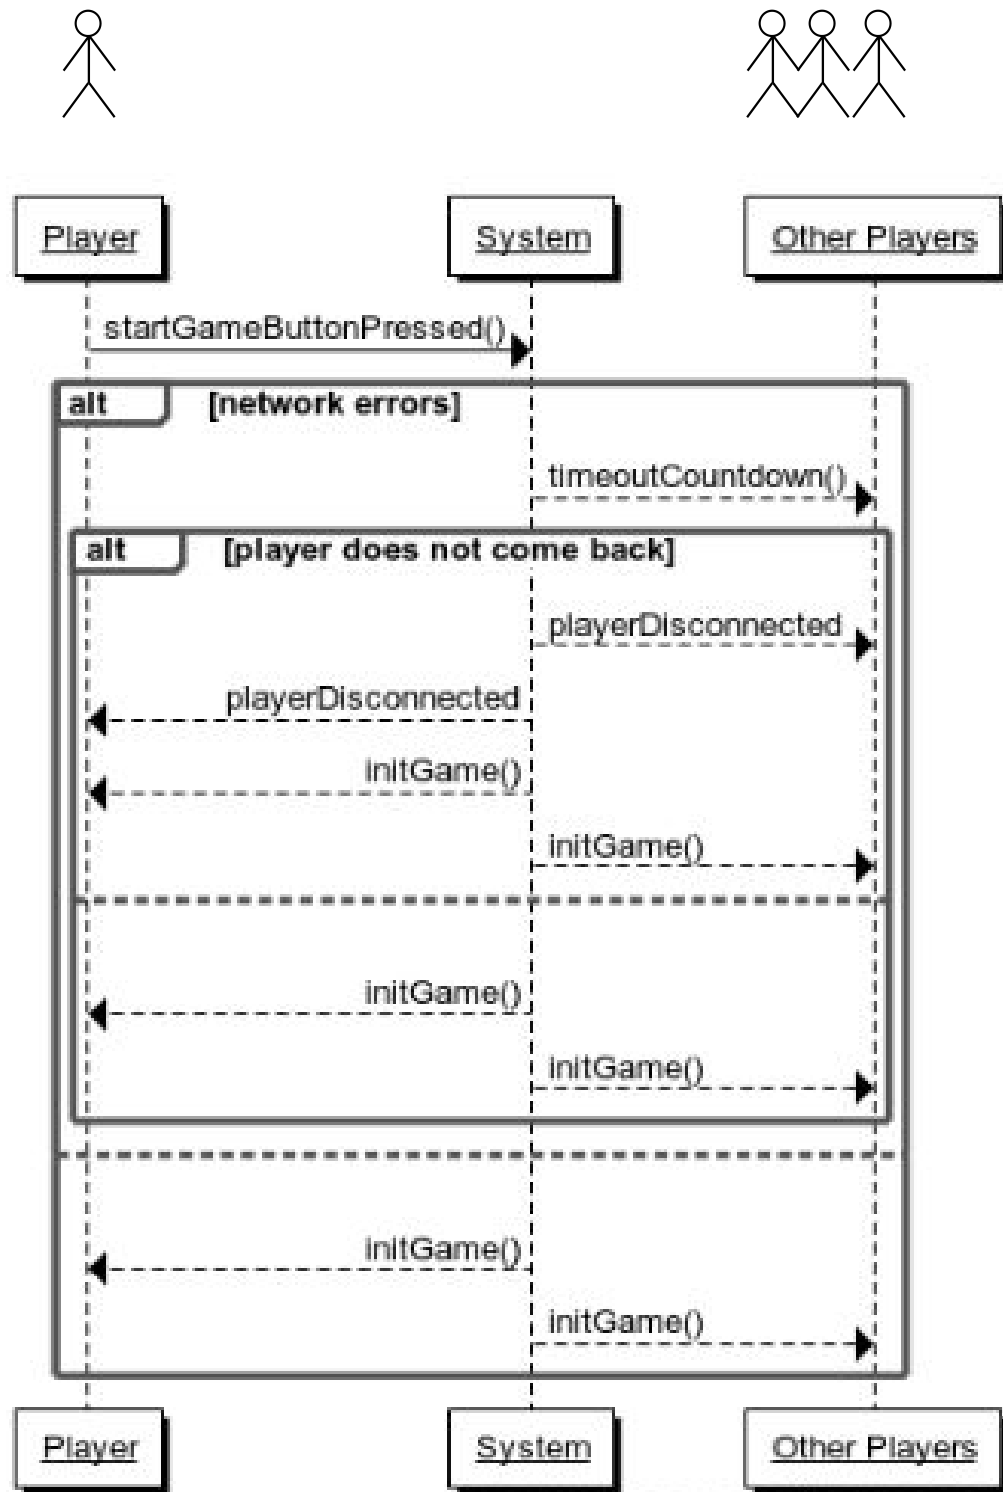 Player System Other Players
startGameButtonPressed()
alt [network errors]
timeoutCountdown()
alt [player does not come back]
playerDisconnected
playerDisconnected
initGame()
initGame()
initGame()
initGame()
initGame()
initGame()
Player System Other Players